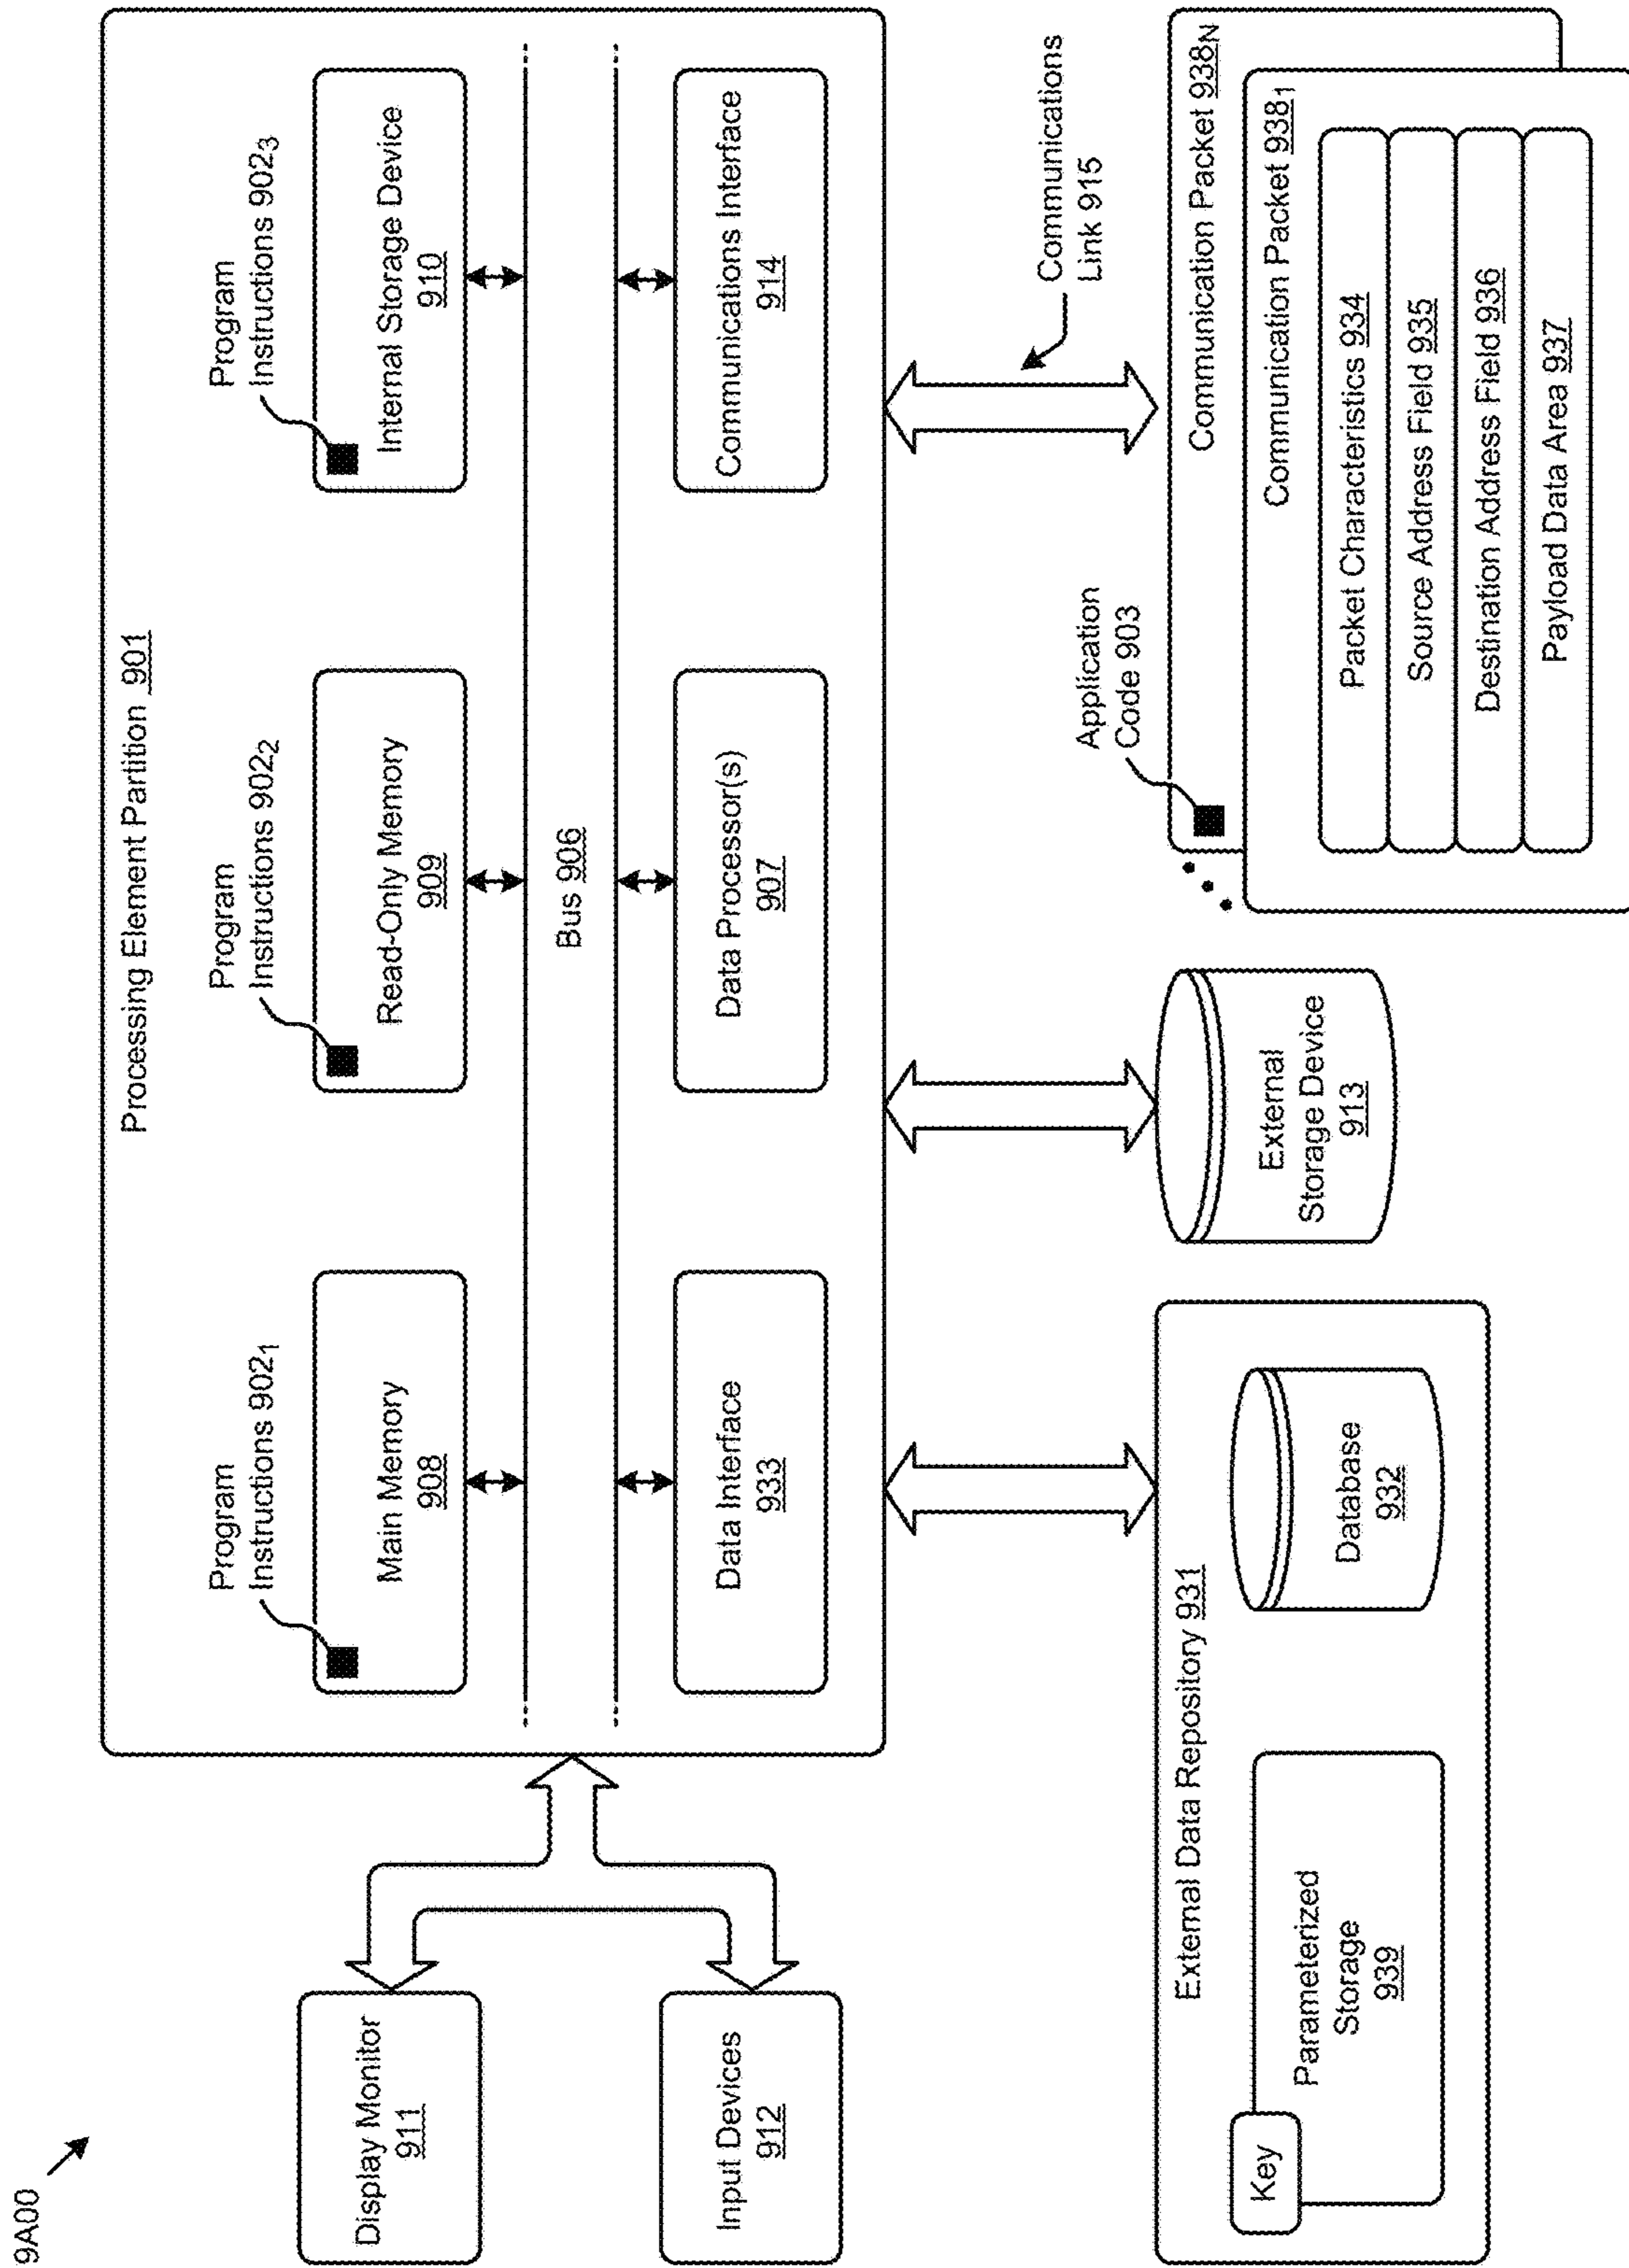 9A00
Processing Element Partition 901
Program
Instructions 902₁
Program
Instructions 902₂
Program
Instructions 902₃
Main Memory
908
Read-Only Memory
909
Internal Storage Device
910
Bus 906
Data Interface
933
Data Processor(s)
907
Communications Interface
914
Display Monitor
911
Input Devices
912
Communications
Link 915
External Data Repository 931
Key
Parameterized
Storage
939
Database
932
External
Storage Device
913
Application
Code 903
Communication Packet 938N
Communication Packet 938₁
Packet Characteristics 934
Source Address Field 935
Destination Address Field 936
Payload Data Area 937